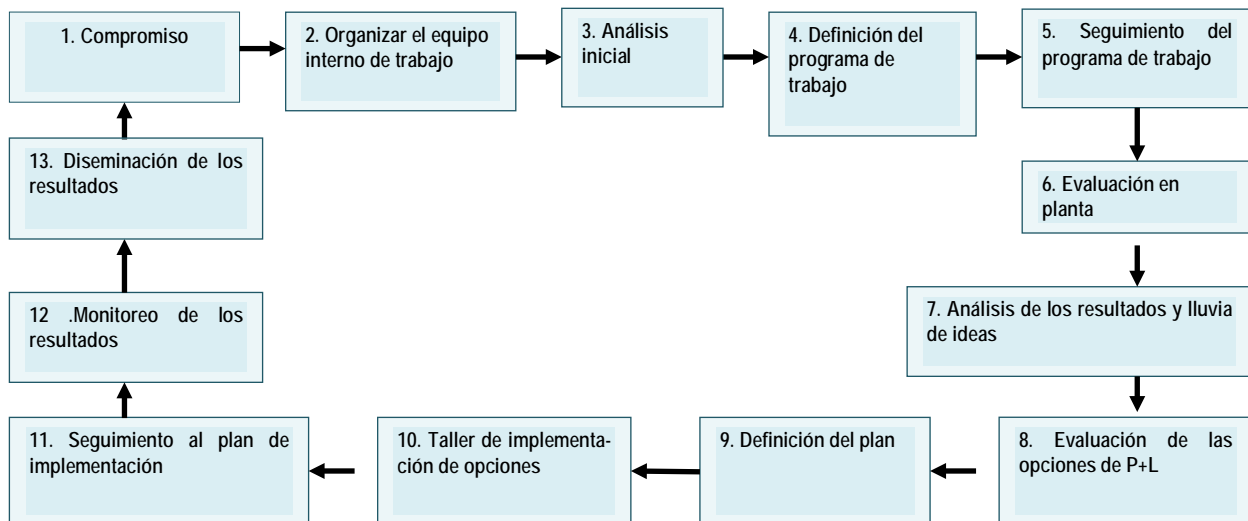 1. Compromiso
2. Organizar el equipo
interno de trabajo
3. Análisis
inicial
4. Definición del
programa de
trabajo
5. Seguimiento del
programa de trabajo
6. Evaluación en
planta
7. Análisis de los resultados y lluvia
de ideas
8. Evaluación de las
opciones de P+L
9. Definición del plan
10. Taller de implementa-
ción de opciones
11. Seguimiento al plan de
implementación
12 .Monitoreo de los
resultados
13. Diseminación de los
resultados